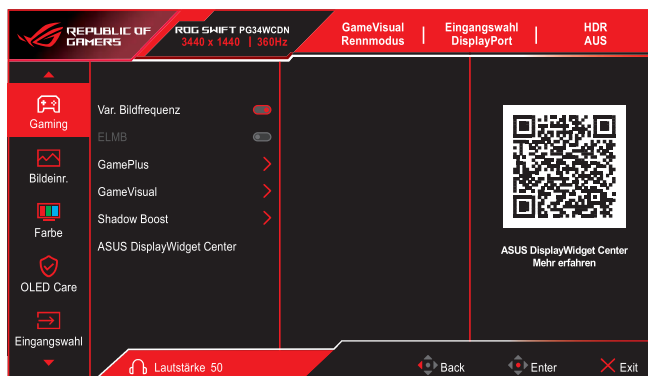 REPUBLIC OF
GAMERS
ROG SWIFT PG34WCDN
3440 x 1440 | 360Hz
GameVisual
Rennmodus
Eingangswahl
DisplayPort
HDR
AUS
Gaming
Bildeinr.
Farbe
OLED Care
Eingangswahl
Var. Bildfrequenz
ELMB
GamePlus
GameVisual
Shadow Boost
ASUS DisplayWidget Center
ASUS DisplayWidget Center
Mehr erfahren
Lautstärke 50
Back
Enter
Exit